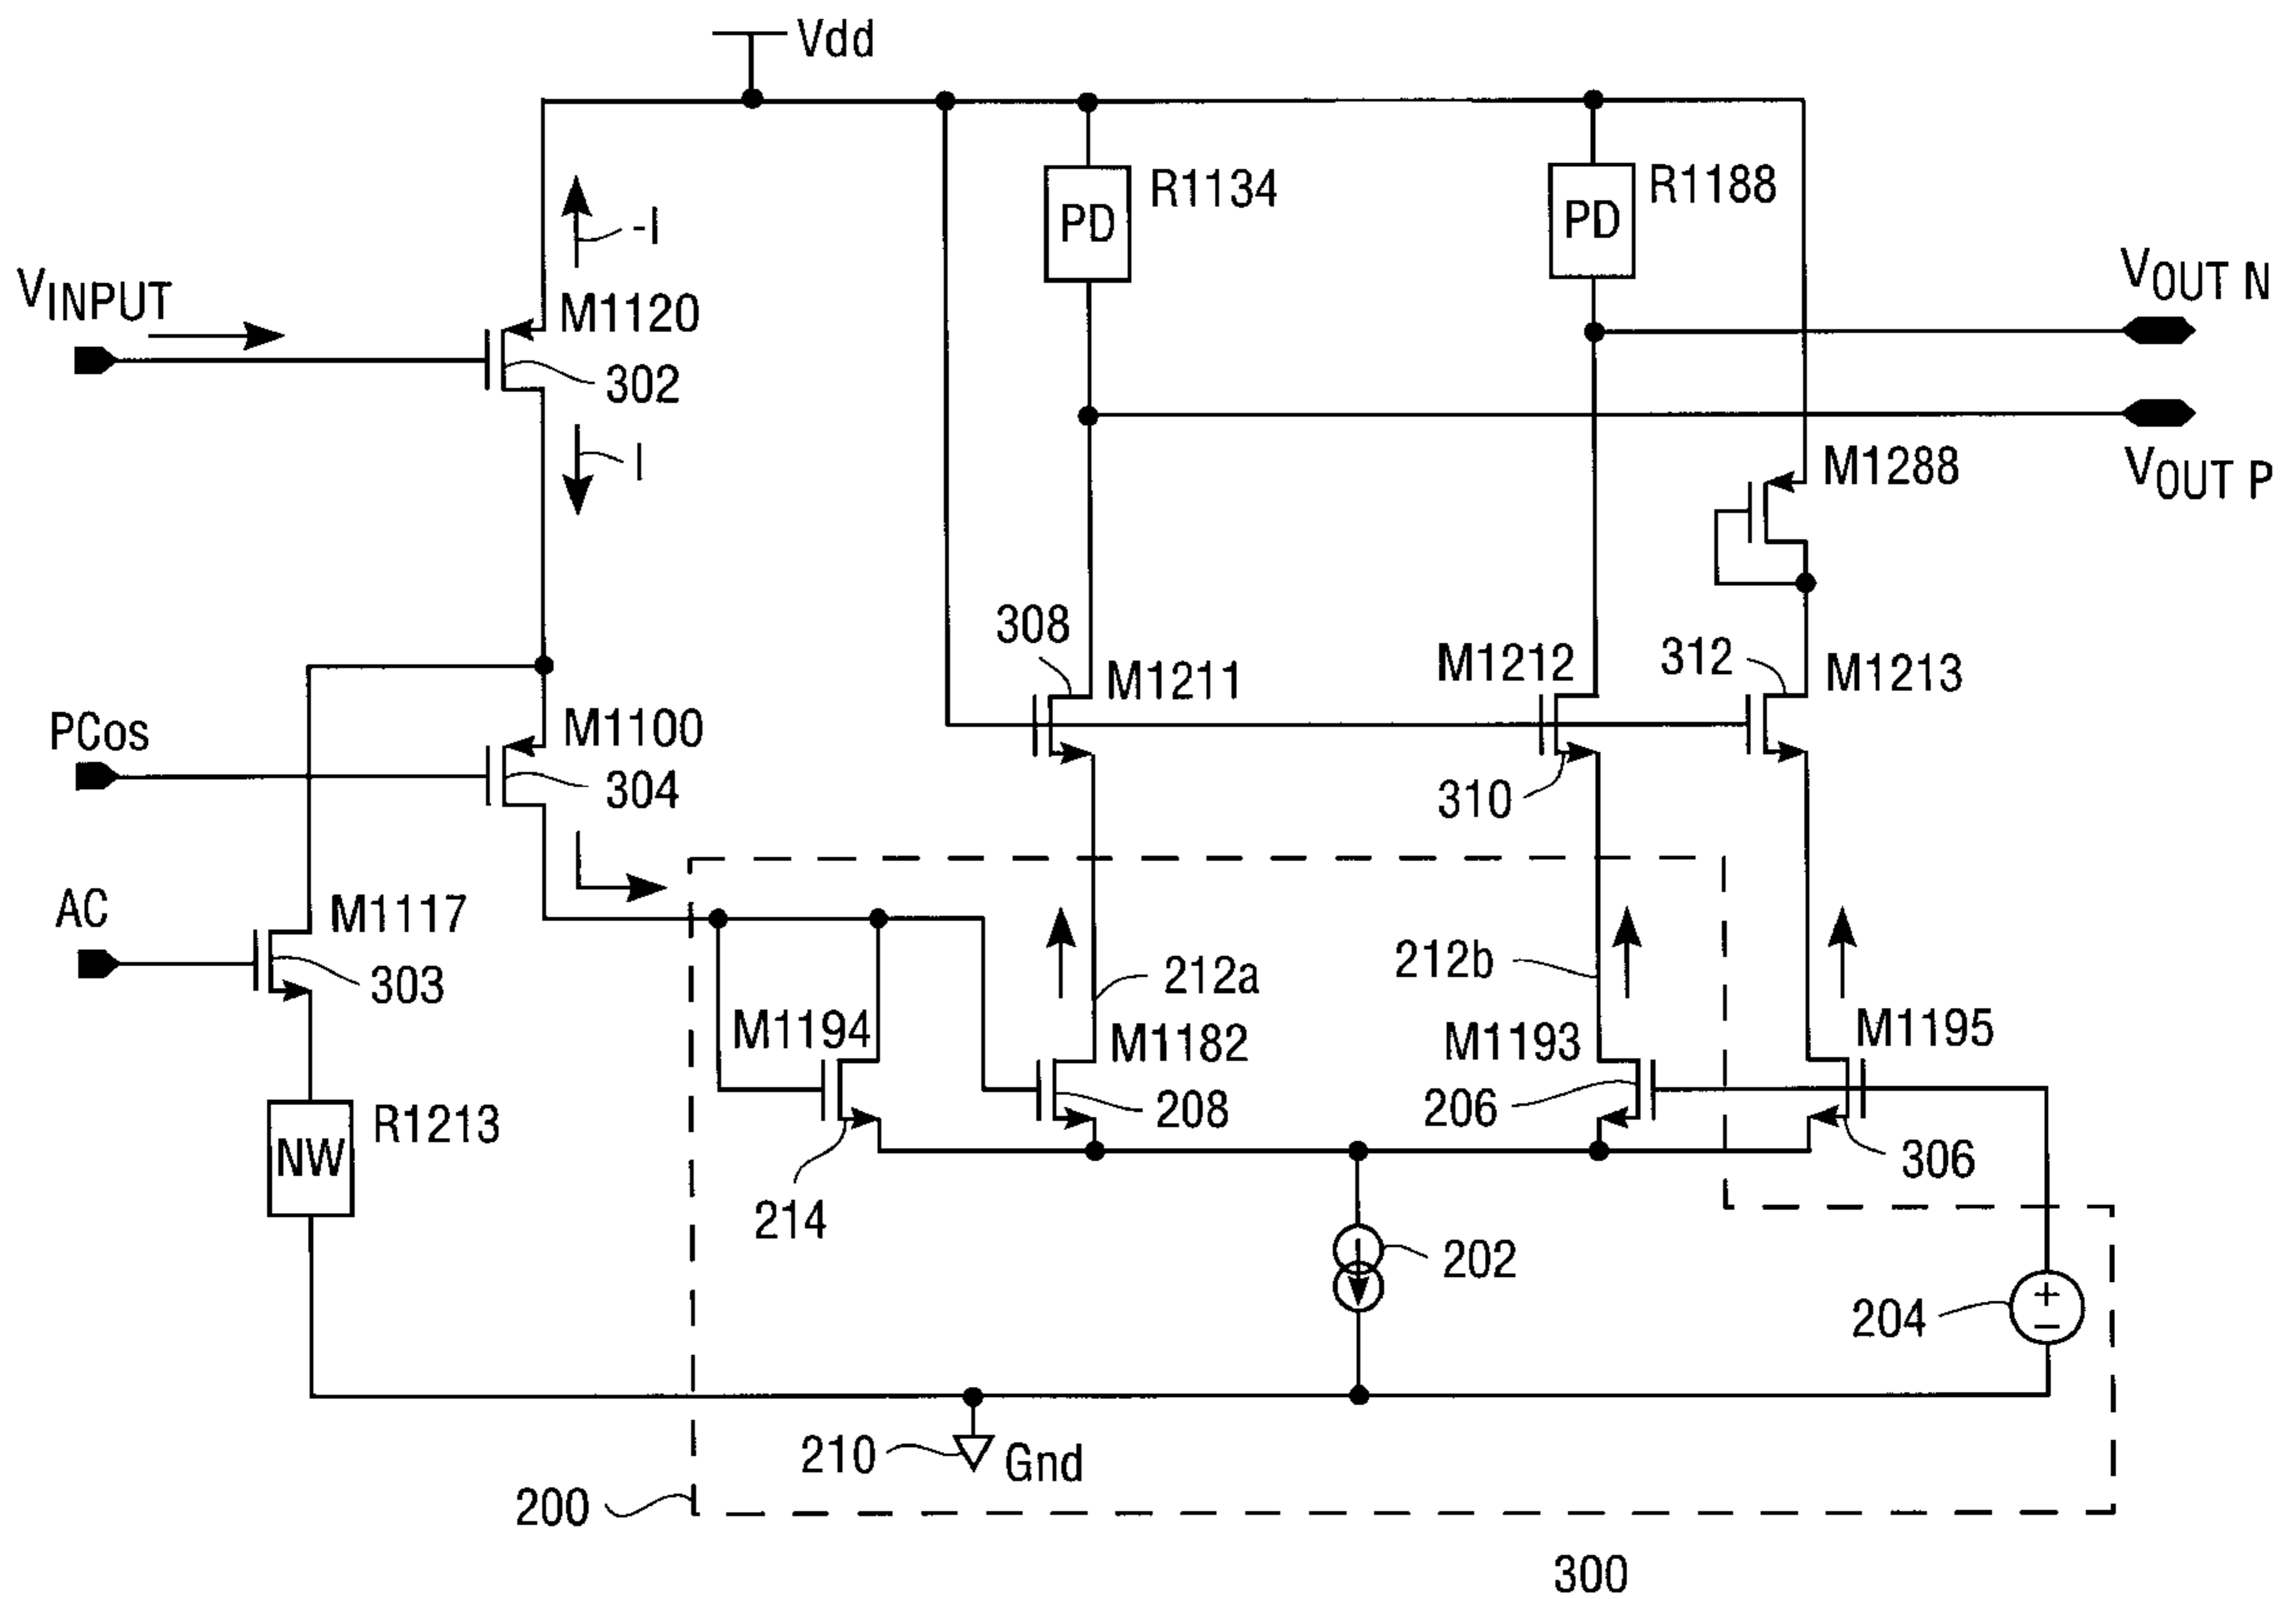 Vdd
R1134
R1188
PD
PD
-I
VINPUT
M1120
302
VOUT N
VOUT P
I
M1288
308
M1211
M1212
312
M1213
PCos
M1100
304
310
AC
M1117
303
212a
212b
M1194
M1182
M1193
M1195
208
206
306
R1213
NW
214
202
204
210
Gnd
200
300